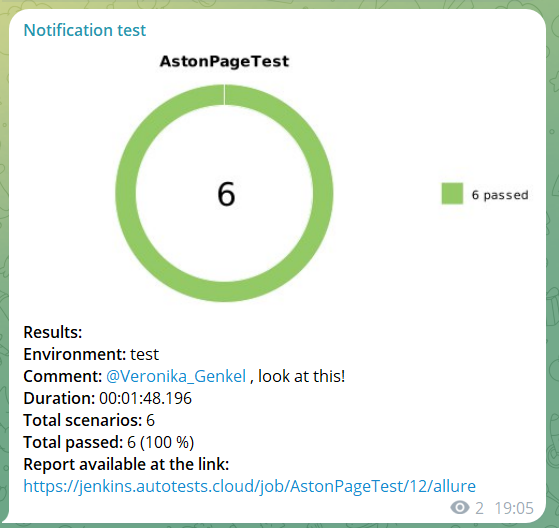 Notification test
AstonPageTest
6
6 passed
Results:
Environment: test
Comment: @Veronika_Genkel , look at this!
Duration: 00:01:48.196
Total scenarios: 6
Total passed: 6 (100 %)
Report available at the link:
https://jenkins.autotests.cloud/job/AstonPageTest/12/allure
2 19:05